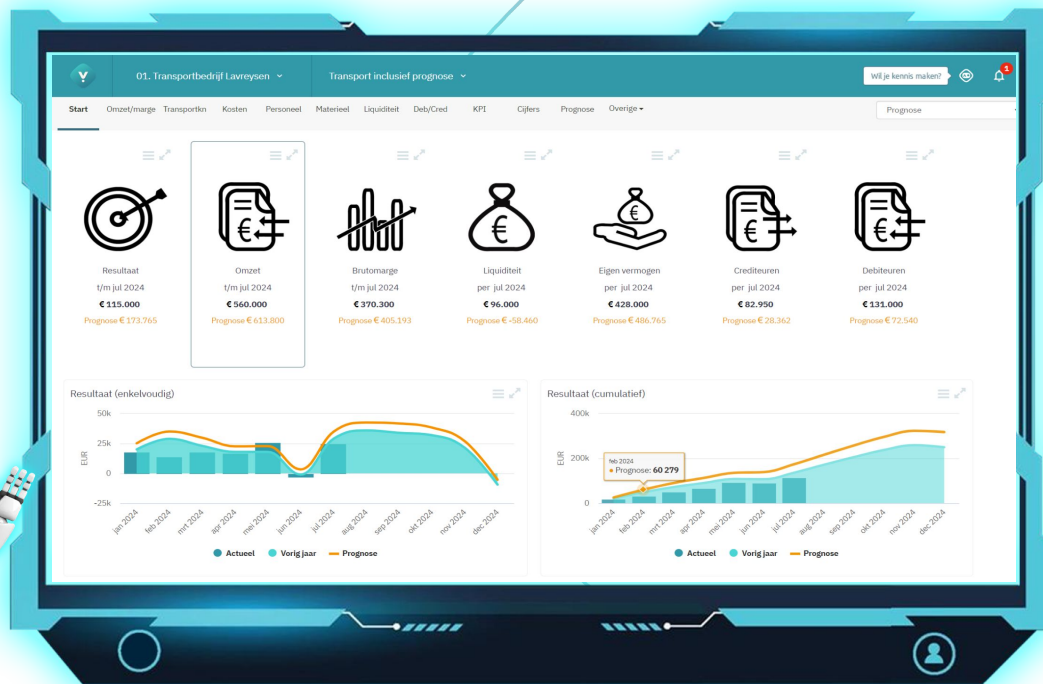 01. Transportbedrijf Lavreysen
Transport inclusief prognose
Wil je kennis maken?
1
Start Omzet/marge Transportkn Kosten Personeel Materieel Liquiditeit Deb/Cred KPI Cijfers Prognose Overige
Prognose
Resultaat
t/m jul 2024
€ 115.000
Prognose € 173.765
Omzet
t/m jul 2024
€ 560.000
Prognose € 613.800
Brutomarge
t/m jul 2024
€ 370.300
Prognose € 405.193
Liquiditeit
per jul 2024
€ 96.000
Prognose € -58.460
Eigen vermogen
per jul 2024
€ 428.000
Prognose € 486.765
Crediteuren
per jul 2024
€ 82.950
Prognose € 28.362
Debiteuren
per jul 2024
€ 131.000
Prognose € 72.540
Resultaat (enkelvoudig)
EUR
50k
25k
0
-25k
jan 2024
feb 2024
mrt 2024
apr 2024
mei 2024
jun 2024
jul 2024
aug 2024
sep 2024
okt 2024
nov 2024
dec 2024
Actueel Vorig jaar Prognose
Resultaat (cumulatief)
EUR
400k
200k
0
feb 2024
Prognose: 60 279
jan 2024
feb 2024
mrt 2024
apr 2024
mei 2024
jun 2024
jul 2024
aug 2024
sep 2024
okt 2024
nov 2024
dec 2024
Actueel Vorig jaar Prognose